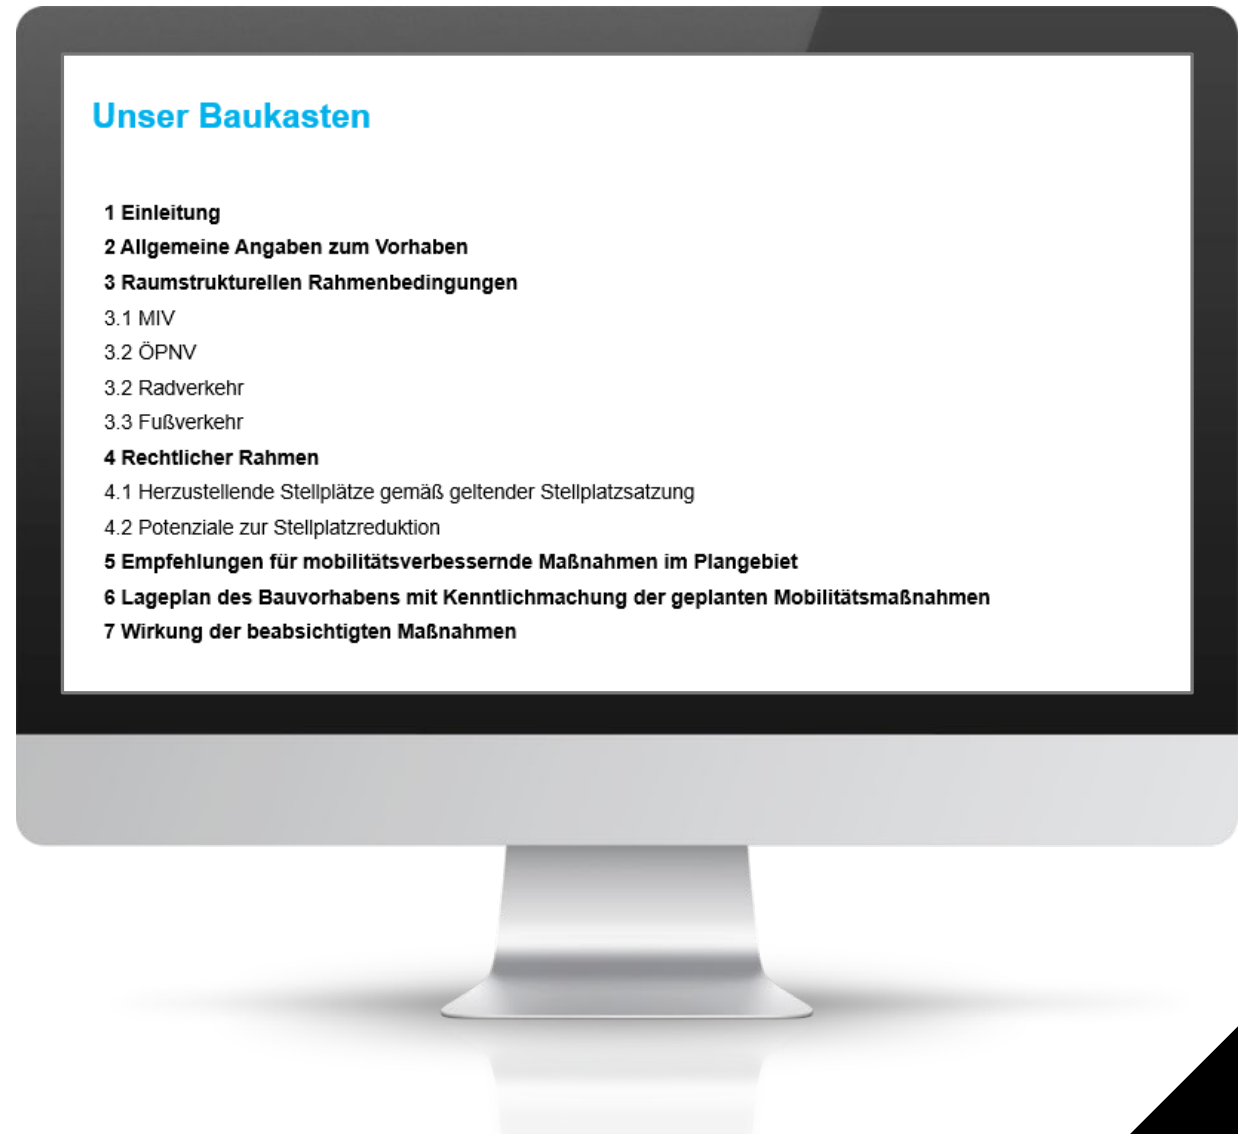 Unser Baukasten
1 Einleitung
2 Allgemeine Angaben zum Vorhaben
3 Raumstrukturellen Rahmenbedingungen
3.1 MIV
3.2 ÖPNV
3.2 Radverkehr
3.3 Fußverkehr
4 Rechtlicher Rahmen
4.1 Herzustellende Stellplätze gemäß geltender Stellplatzsatzung
4.2 Potenziale zur Stellplatzreduktion
5 Empfehlungen für mobilitätsverbessernde Maßnahmen im Plangebiet
6 Lageplan des Bauvorhabens mit Kenntlichmachung der geplanten Mobilitätsmaßnahmen
7 Wirkung der beabsichtigten Maßnahmen